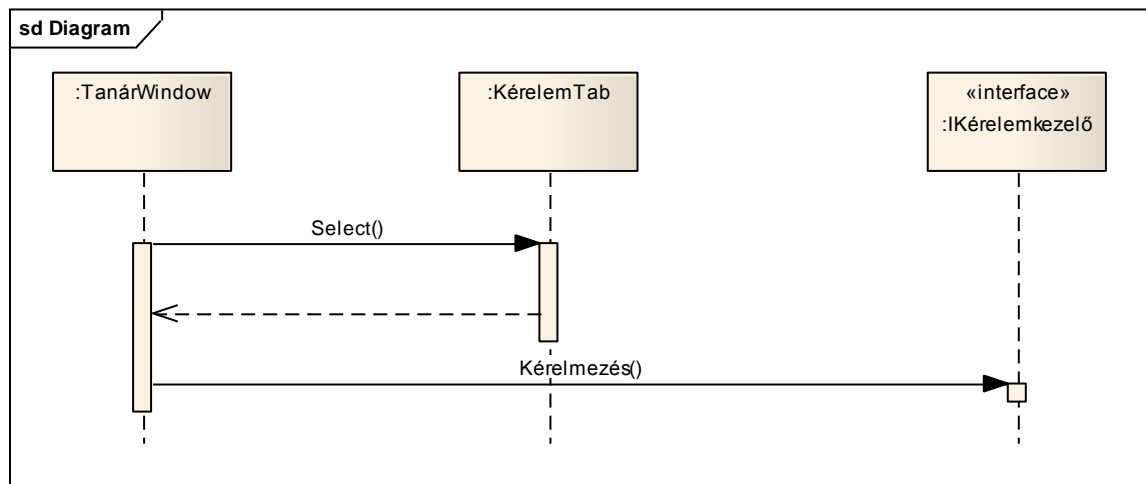 sd Diagram
:TanárWindow
:KérelemTab
«interface»
:IKérelemkezelő
Select()
Kérelmezés()